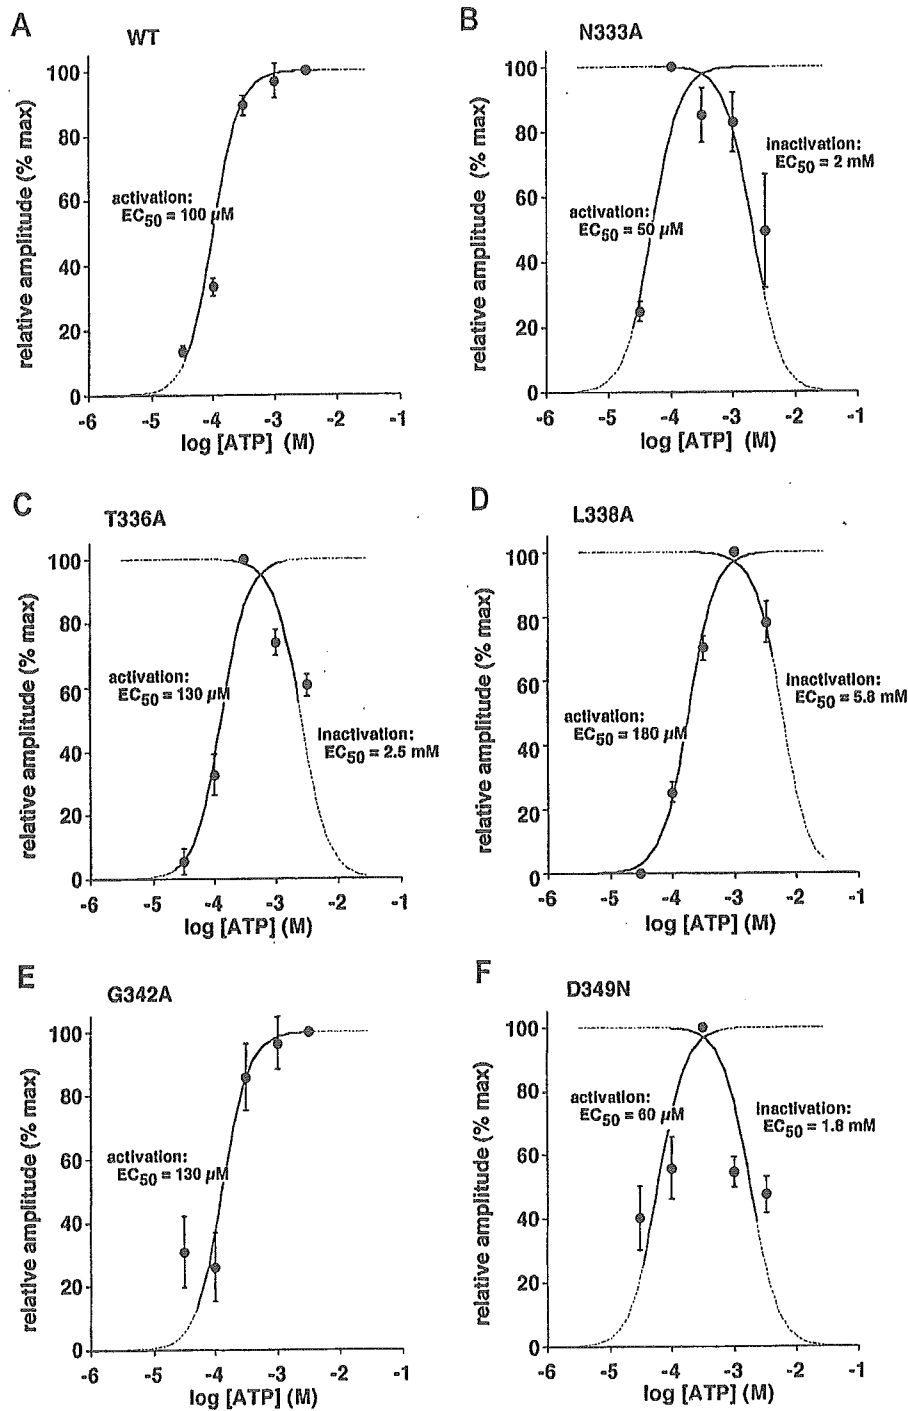 A
WT
relative amplitude (% max)
100
80
60
40
20
0
activation:
EC50 = 100 µM
-6 -5 -4 -3 -2 -1
log [ATP] (M)
B
N333A
relative amplitude (% max)
100
80
60
40
20
0
inactivation:
EC50 = 2 mM
activation:
EC50 = 50 µM
-6 -5 -4 -3 -2 -1
log [ATP] (M)
C
T336A
relative amplitude (% max)
100
80
60
40
20
0
activation:
EC50 = 130 µM
Inactivation:
EC50 = 2.5 mM
-6 -5 -4 -3 -2 -1
log [ATP] (M)
D
L338A
relative amplitude (% max)
100
80
60
40
20
0
Inactivation:
EC50 = 5.8 mM
activation:
EC50 = 180 µM
-6 -5 -4 -3 -2 -1
log [ATP] (M)
E
G342A
relative amplitude (% max)
100
80
60
40
20
0
activation:
EC50 = 130 µM
-6 -5 -4 -3 -2 -1
log [ATP] (M)
F
D349N
relative amplitude (% max)
100
80
60
40
20
0
activation:
EC50 = 60 µM
Inactivation:
EC50 = 1.8 mM
-6 -5 -4 -3 -2 -1
log [ATP] (M)